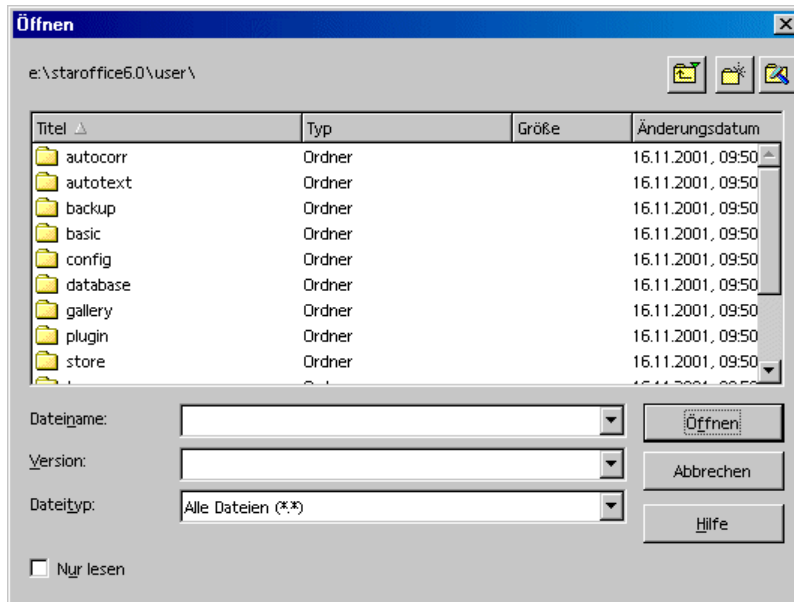 Öffnen
e:\staroffice6.0\user\
Titel Typ Größe Änderungsdatum
autocorr Ordner 16.11.2001, 09:50
autotext Ordner 16.11.2001, 09:50
backup Ordner 16.11.2001, 09:50
basic Ordner 16.11.2001, 09:50
config Ordner 16.11.2001, 09:50
database Ordner 16.11.2001, 09:50
gallery Ordner 16.11.2001, 09:50
plugin Ordner 16.11.2001, 09:50
store Ordner 16.11.2001, 09:50
Dateiname: Öffnen
Version: Abbrechen
Dateityp: Alle Dateien (*.*) Hilfe
Nur lesen